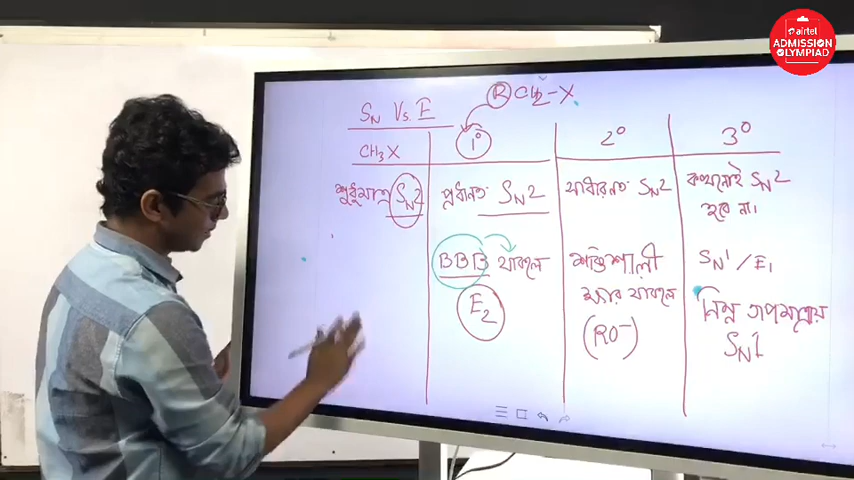 airtel
ADMISSION
OLYMPIAD
R CH2-X
SN Vs. E
CH3X
1°
2°
3°
শুধুমাত্র SN2
প্রধানত SN2
সাধারনত SN2
কখনোই SN2
হবে না।
BBB থাকলে
E2
শক্তিশালী
ক্ষার থাকলে
(RO-)
SN1 / E1
নিম্ন তাপমাত্রায়
SN1